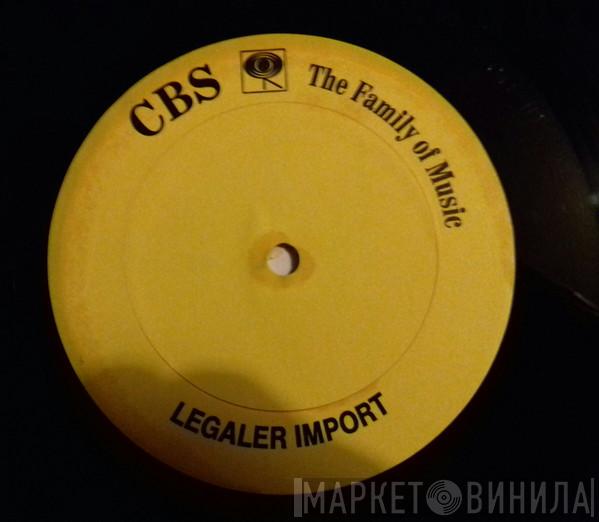 CBS The Family of Music
LEGALER IMPORT
МАРКЕТ ВИНИЛА